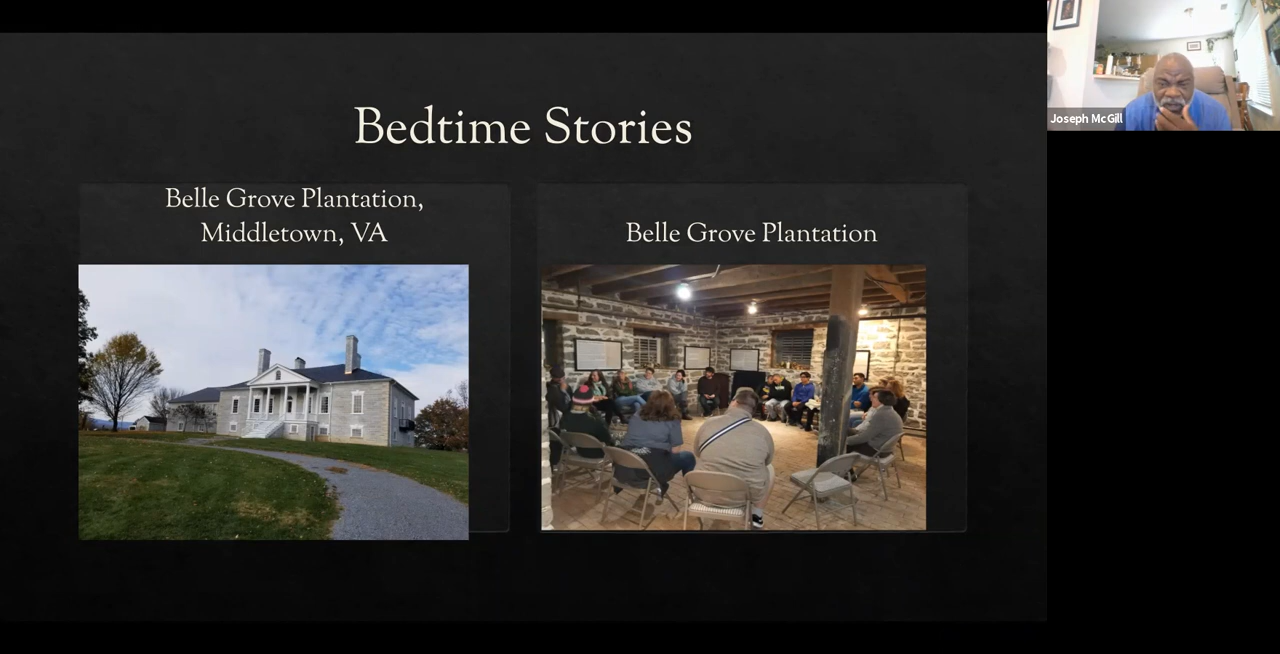 Bedtime Stories
Belle Grove Plantation,
Middletown, VA
Belle Grove Plantation
Joseph McGill